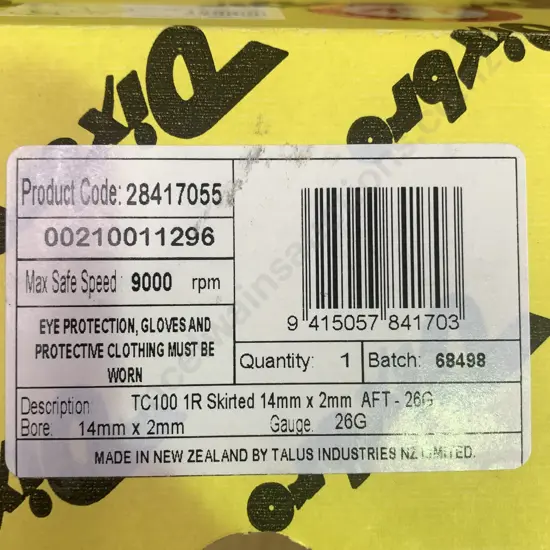 Dixbro
Product Code: 28417055
00210011296
Max Safe Speed: 9000 rpm
EYE PROTECTION, GLOVES AND
PROTECTIVE CLOTHING MUST BE
WORN
9 415057 841703
Quantity: 1
Batch: 68498
Description TC100 1R Skirted 14mm x 2mm AFT - 26G
Bore: 14mm x 2mm Gauge: 26G
MADE IN NEW ZEALAND BY TALUS INDUSTRIES NZ LIMITED.